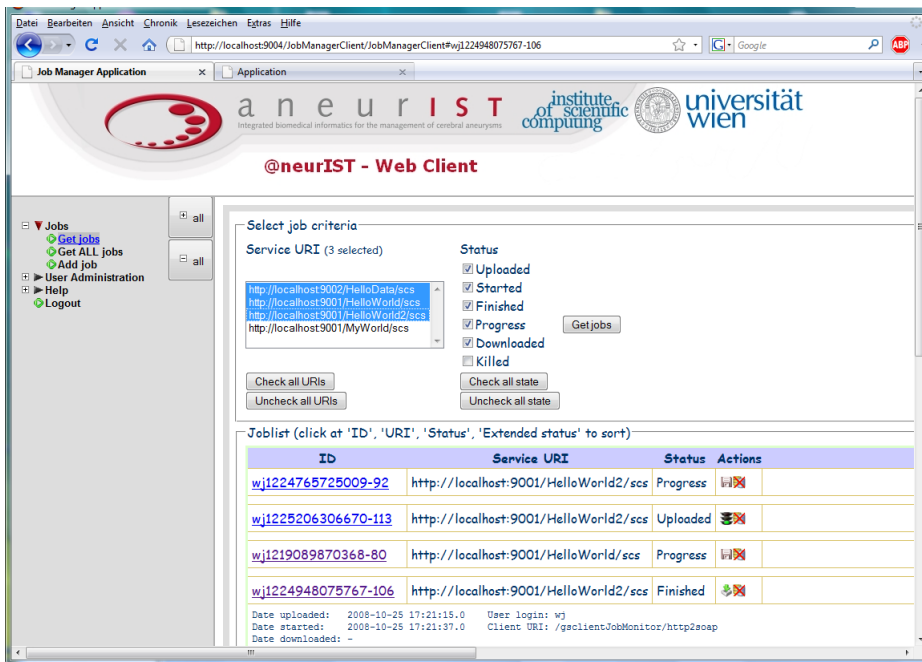 Datei Bearbeiten Ansicht Chronik Lesezeichen Extras Hilfe
http://localhost:9004/JobManagerClient/JobManagerClient#wj1224948075767-106
G Google
ABP
Job Manager Application
Application
aneurIST
Integrated biomedical informatics for the management of cerebral aneurysms
institute of scientific computing
universität wien
@neurIST - Web Client
Jobs
Get jobs
Get ALL jobs
Add job
User Administration
Help
Logout
all
all
Select job criteria
Service URI (3 selected)
http://localhost:9002/HelloData/scs
http://localhost:9001/HelloWorld/scs
http://localhost:9001/HelloWorld2/scs
http://localhost:9001/MyWorld/scs
Check all URIs
Uncheck all URIs
Status
Uploaded
Started
Finished
Progress
Downloaded
Killed
Get jobs
Check all state
Uncheck all state
Joblist (click at 'ID', 'URI', 'Status', 'Extended status' to sort)
ID Service URI Status Actions
wj1224765725009-92 http://localhost:9001/HelloWorld2/scs Progress
wj1225206306670-113 http://localhost:9001/HelloWorld2/scs Uploaded
wj1219089870368-80 http://localhost:9001/HelloWorld/scs Progress
wj1224948075767-106 http://localhost:9001/HelloWorld2/scs Finished
Date uploaded: 2008-10-25 17:21:15.0 User login: wj
Date started: 2008-10-25 17:21:37.0 Client URI: /gsclientJobMonitor/http2soap
Date downloaded: -